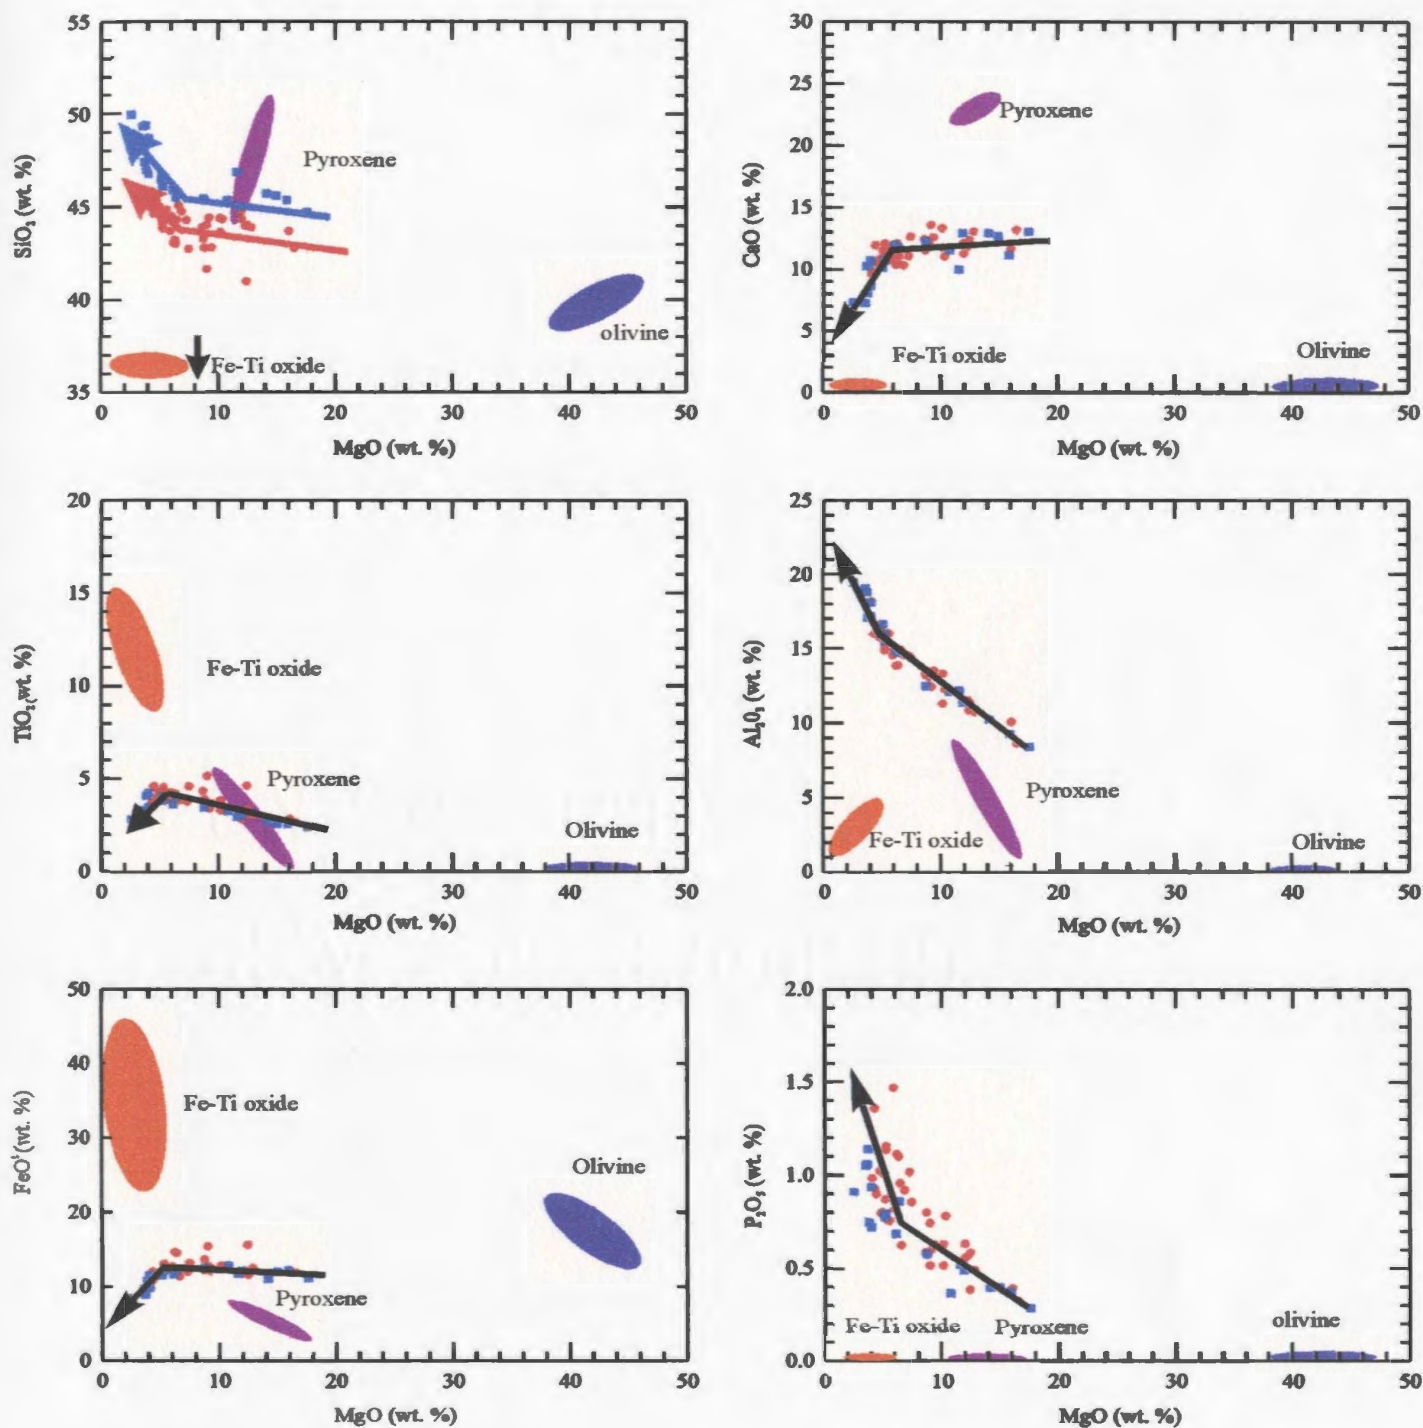 SiO₂ (wt. %)
55
50
45
40
35
Pyroxene
olivine
Fe-Ti oxide
0 10 20 30 40 50
MgO (wt. %)
CaO (wt. %)
30
25
20
15
10
5
0
Pyroxene
Fe-Ti oxide
Olivine
0 10 20 30 40 50
MgO (wt. %)
TiO₂(wt. %)
20
15
10
5
0
Fe-Ti oxide
Pyroxene
Olivine
0 10 20 30 40 50
MgO (wt. %)
Al₂O₃ (wt. %)
25
20
15
10
5
0
Pyroxene
Fe-Ti oxide
Olivine
0 10 20 30 40 50
MgO (wt. %)
FeOᵗ(wt. %)
50
40
30
20
10
0
Fe-Ti oxide
Olivine
Pyroxene
0 10 20 30 40 50
MgO (wt. %)
P₂O₅ (wt. %)
2.0
1.5
1.0
0.5
0.0
Fe-Ti oxide
Pyroxene
olivine
0 10 20 30 40 50
MgO (wt. %)